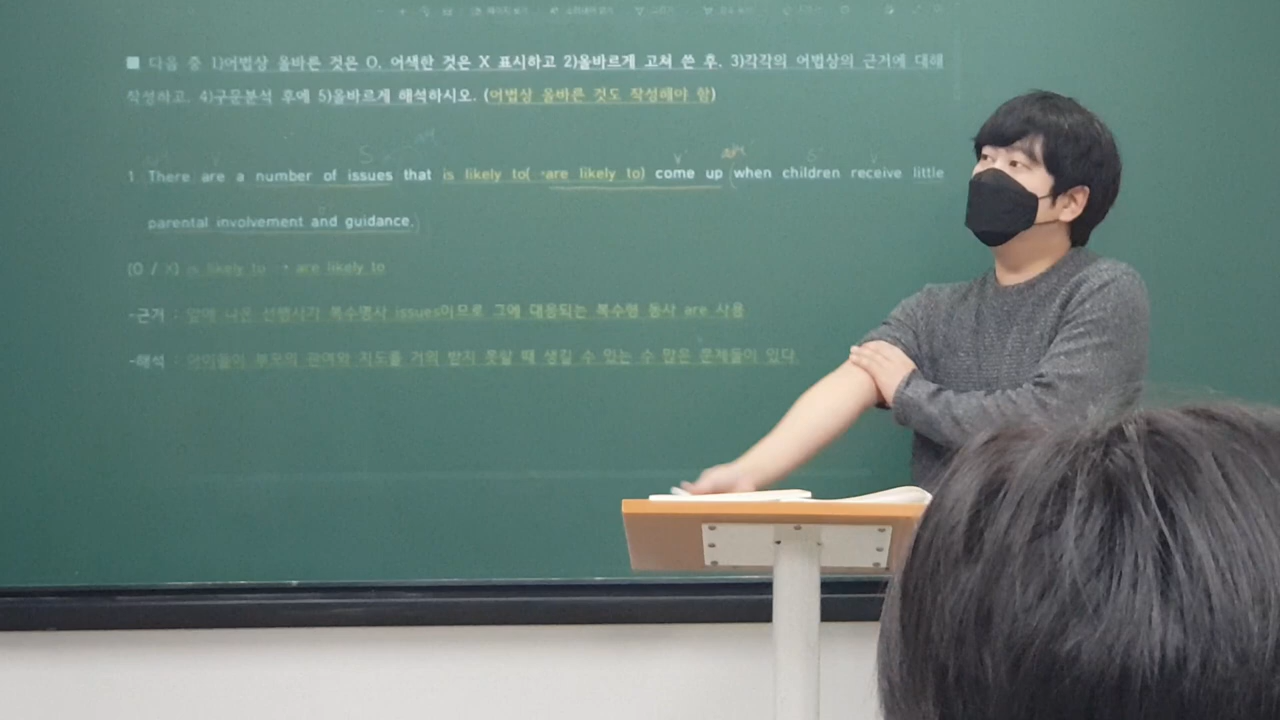 ■ 다음 중 1)어법상 올바른 것은 O, 어색한 것은 X 표시하고 2)올바르게 고쳐 쓴 후, 3)각각의 어법상의 근거에 대해
작성하고, 4)구문분석 후에 5)올바르게 해석하시오. (어법상 올바른 것도 작성해야 함)
S v S' V
1. There are a number of issues that is likely to( →are likely to) come up when children receive little
parental involvement and guidance.
(O / X) is likely to → are likely to
-근거 : 앞에 나온 선행사가 복수명사 issues이므로 그에 대응되는 복수형 동사 are 사용
-해석 : 아이들이 부모의 관여와 지도를 거의 받지 못할 때 생길 수 있는 수 많은 문제들이 있다.